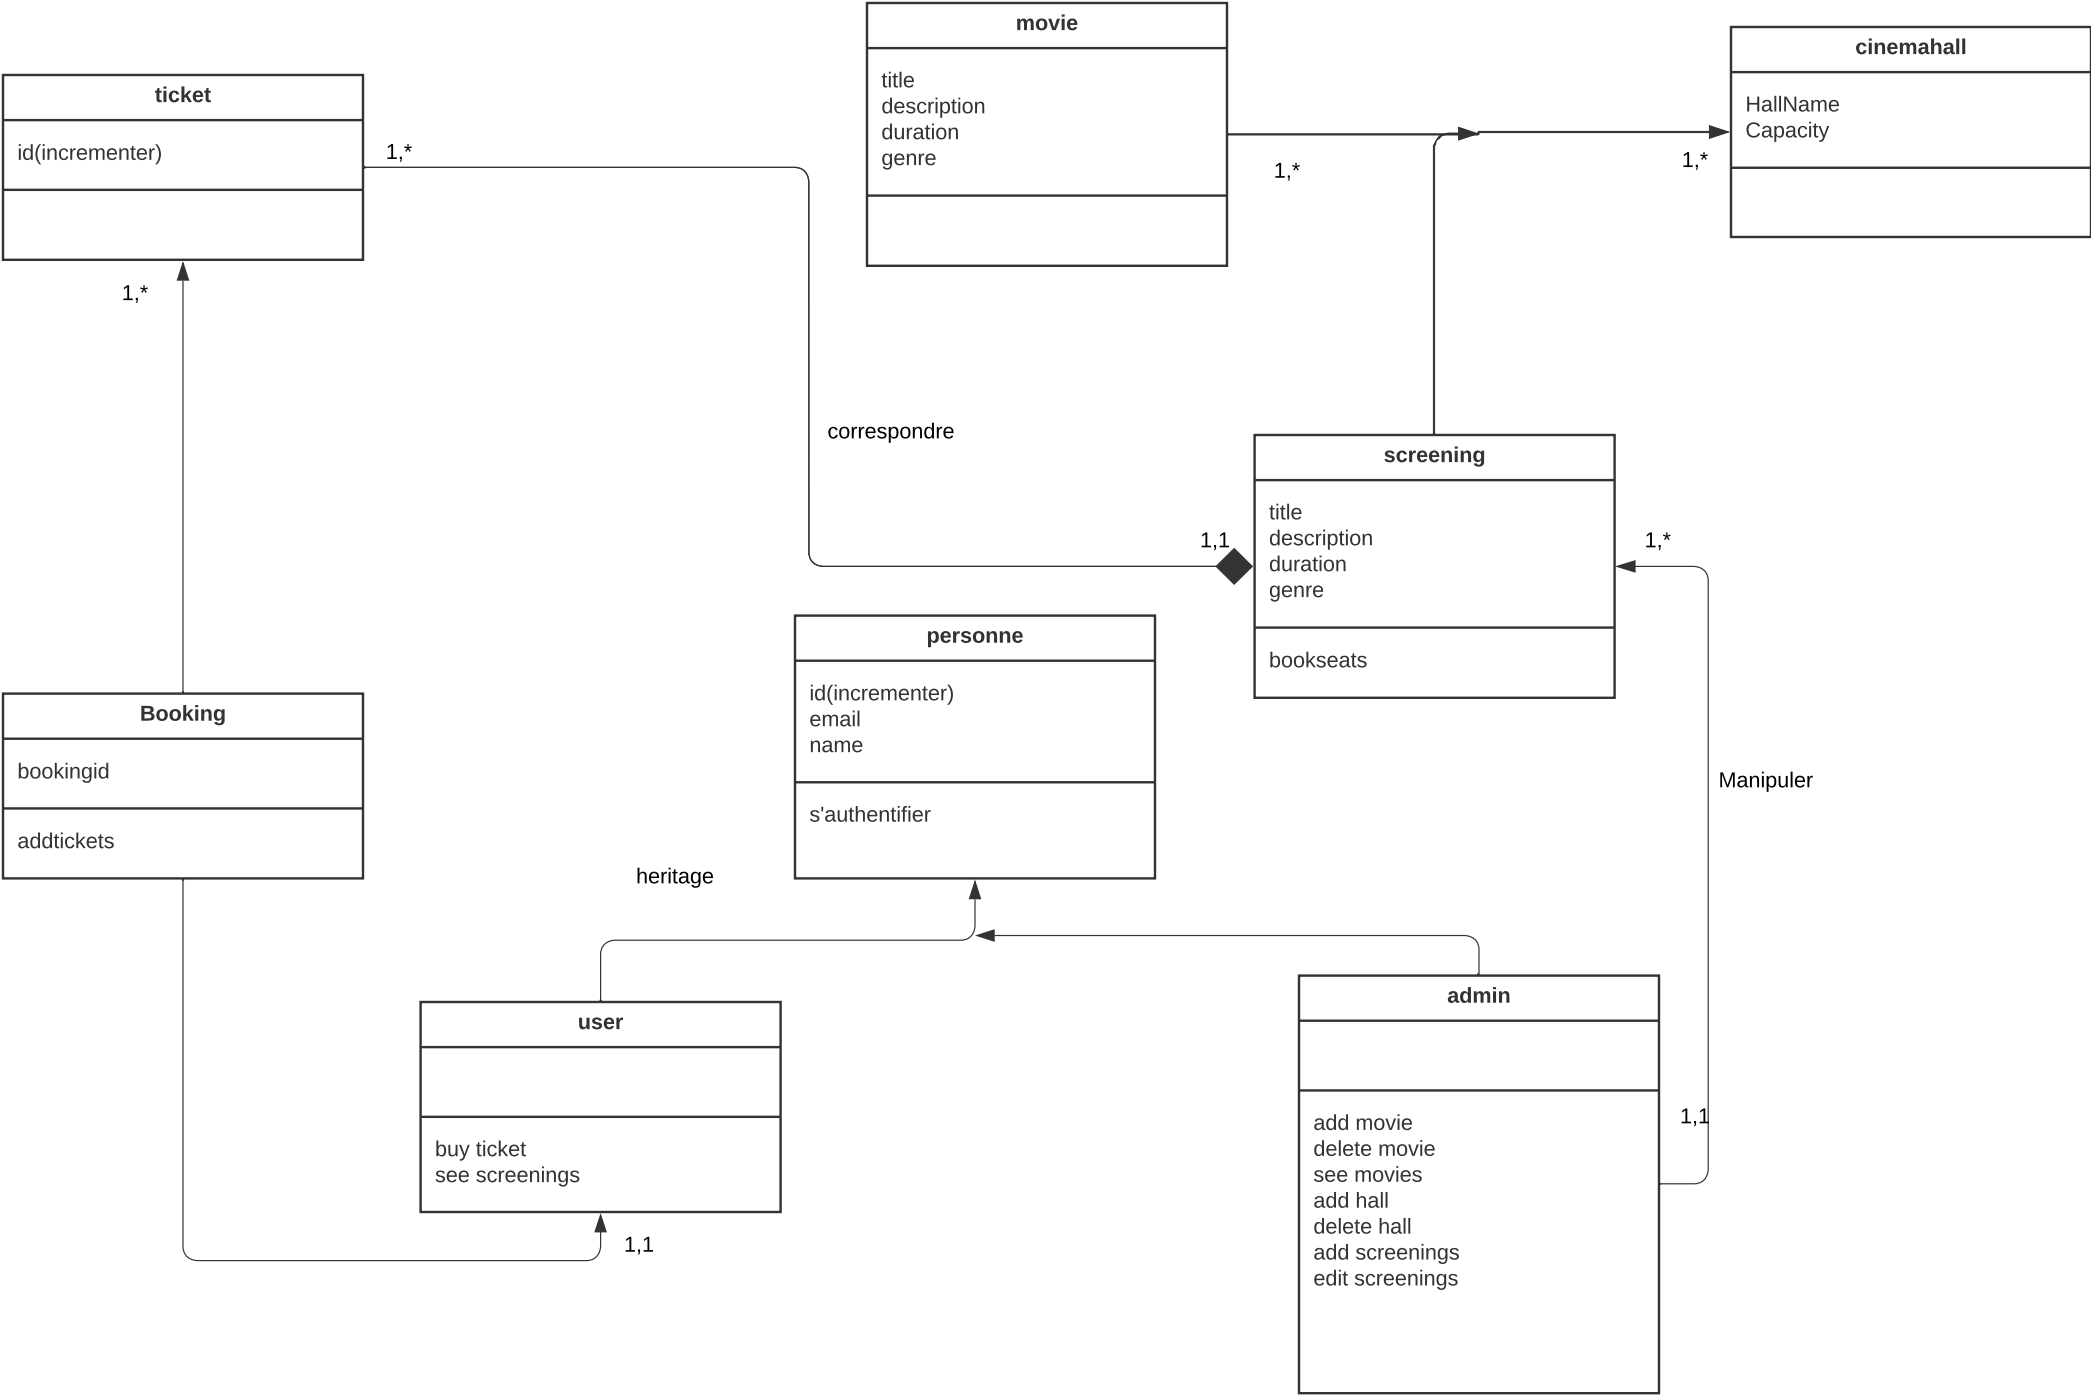 movie
title
description
duration
genre
cinemahall
HallName
Capacity
ticket
id(incrementer)
1,*
1,*
1,*
1,*
correspondre
screening
title
description
duration
genre
bookseats
1,1
1,*
personne
id(incrementer)
email
name
s'authentifier
Booking
bookingid
addtickets
Manipuler
heritage
user
buy ticket
see screenings
1,1
admin
add movie
delete movie
see movies
add hall
delete hall
add screenings
edit screenings
1,1